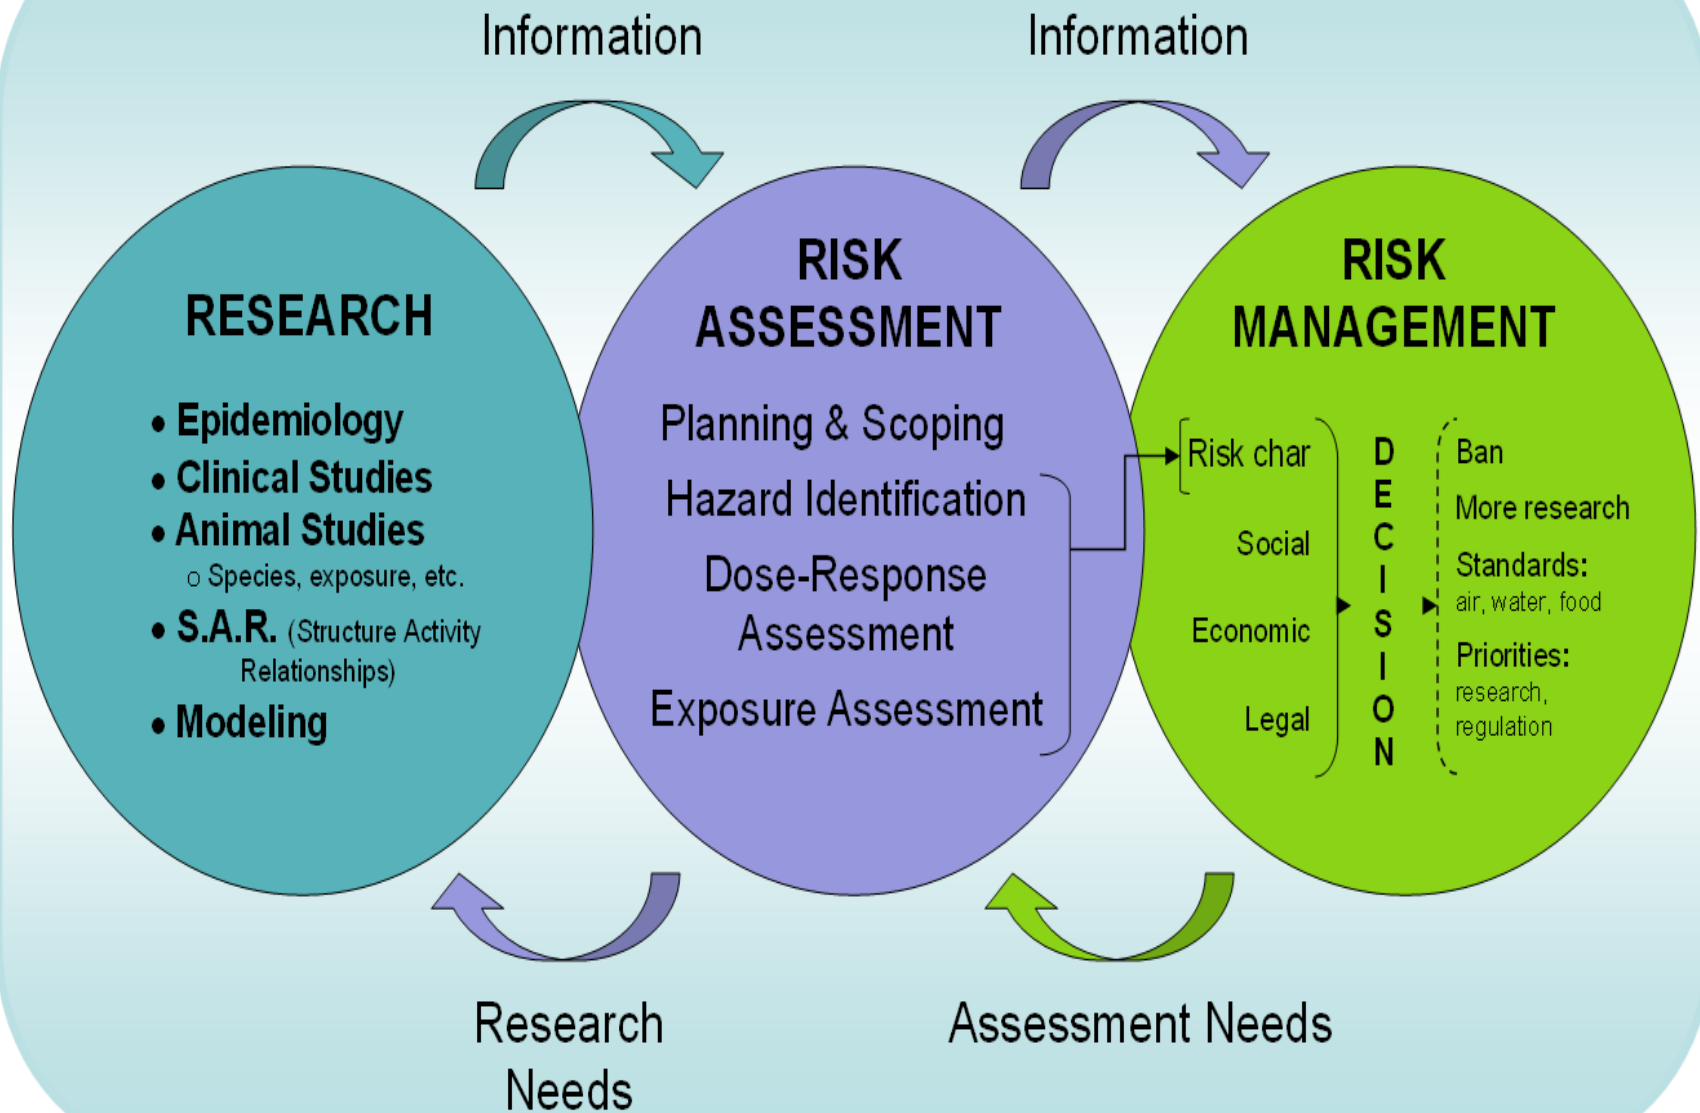 Information
Information
RESEARCH
• Epidemiology
• Clinical Studies
• Animal Studies
o Species, exposure, etc.
• S.A.R. (Structure Activity
Relationships)
• Modeling
RISK
ASSESSMENT
Planning & Scoping
Hazard Identification
Dose-Response
Assessment
Exposure Assessment
RISK
MANAGEMENT
Risk char
Social
Economic
Legal
DECISION
Ban
More research
Standards:
air, water, food
Priorities:
research,
regulation
Research
Needs
Assessment Needs